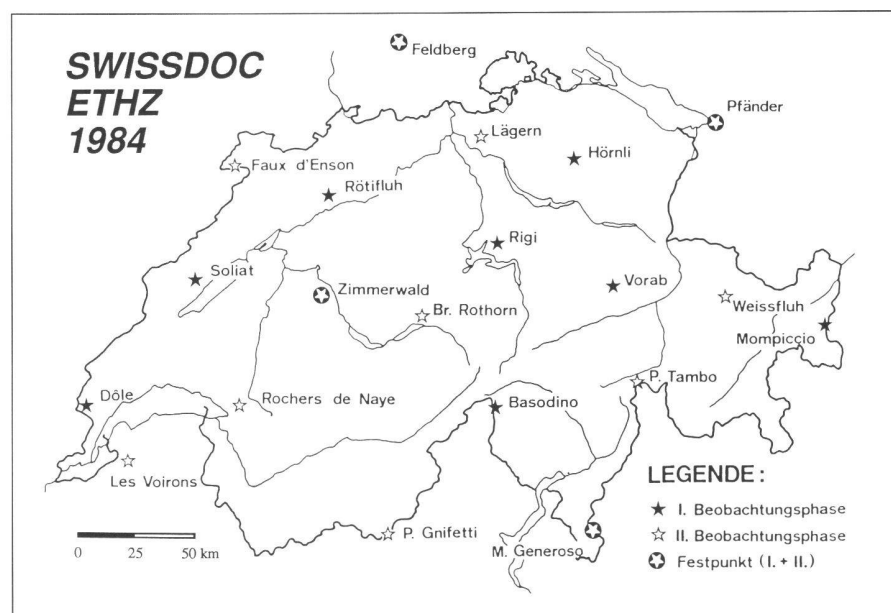 SWISSDOC
ETHZ
1984
Feldberg
Pfänder
Lägern
Hörnli
Faux d'Enson
Rötifluh
Rigi
Soliat
Zimmerwald
Vorab
Weissfluh
Br. Rothorn
Mompiccio
P. Tambo
Dôle
Rochers de Naye
Basodino
Les Voirons
P. Gnifetti
M. Generoso
LEGENDE:
I. Beobachtungsphase
II. Beobachtungsphase
Festpunkt (I. + II.)
0 25 50 km